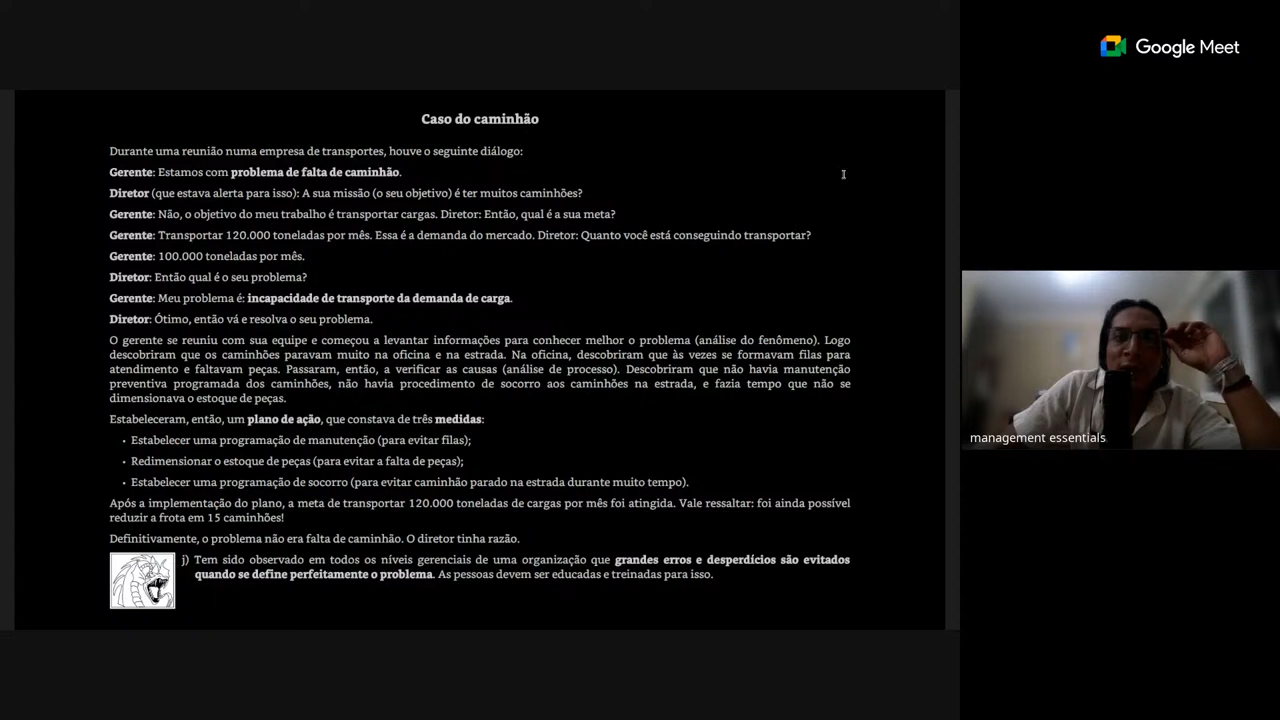 Google Meet
Caso do caminhão
Durante uma reunião numa empresa de transportes, houve o seguinte diálogo:
Gerente: Estamos com problema de falta de caminhão.
Diretor (que estava alerta para isso): A sua missão (o seu objetivo) é ter muitos caminhões?
Gerente: Não, o objetivo do meu trabalho é transportar cargas. Diretor: Então, qual é a sua meta?
Gerente: Transportar 120.000 toneladas por mês. Essa é a demanda do mercado. Diretor: Quanto você está conseguindo transportar?
Gerente: 100.000 toneladas por mês.
Diretor: Então qual é o seu problema?
Gerente: Meu problema é: incapacidade de transporte da demanda de carga.
Diretor: Ótimo, então vá e resolva o seu problema.
O gerente se reuniu com sua equipe e começou a levantar informações para conhecer melhor o problema (análise do fenômeno). Logo
descobriram que os caminhões paravam muito na oficina e na estrada. Na oficina, descobriram que às vezes se formavam filas para
atendimento e faltavam peças. Passaram, então, a verificar as causas (análise de processo). Descobriram que não havia manutenção
preventiva programada dos caminhões, não havia procedimento de socorro aos caminhões na estrada, e fazia tempo que não se
dimensionava o estoque de peças.
Estabeleceram, então, um plano de ação, que constava de três medidas:
• Estabelecer uma programação de manutenção (para evitar filas);
• Redimensionar o estoque de peças (para evitar a falta de peças);
• Estabelecer uma programação de socorro (para evitar caminhão parado na estrada durante muito tempo).
Após a implementação do plano, a meta de transportar 120.000 toneladas de cargas por mês foi atingida. Vale ressaltar: foi ainda possível
reduzir a frota em 15 caminhões!
Definitivamente, o problema não era falta de caminhão. O diretor tinha razão.
j) Tem sido observado em todos os níveis gerenciais de uma organização que grandes erros e desperdícios são evitados
quando se define perfeitamente o problema. As pessoas devem ser educadas e treinadas para isso.
management essentials